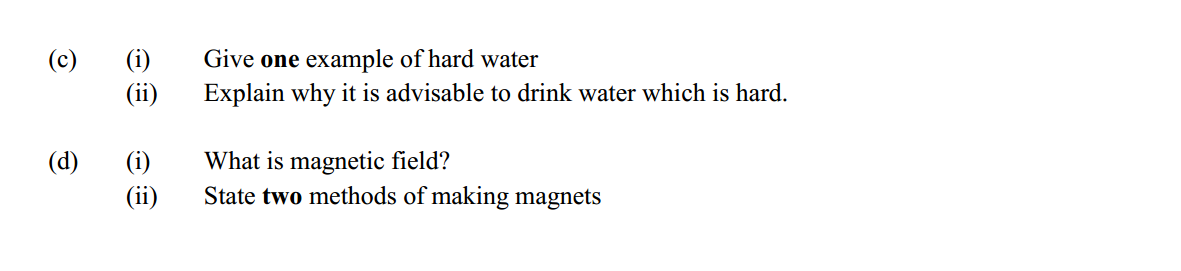 (c) (i) Give one example of hard water
(ii) Explain why it is advisable to drink water which is hard.
(d) (i) What is magnetic field?
(ii) State two methods of making magnets